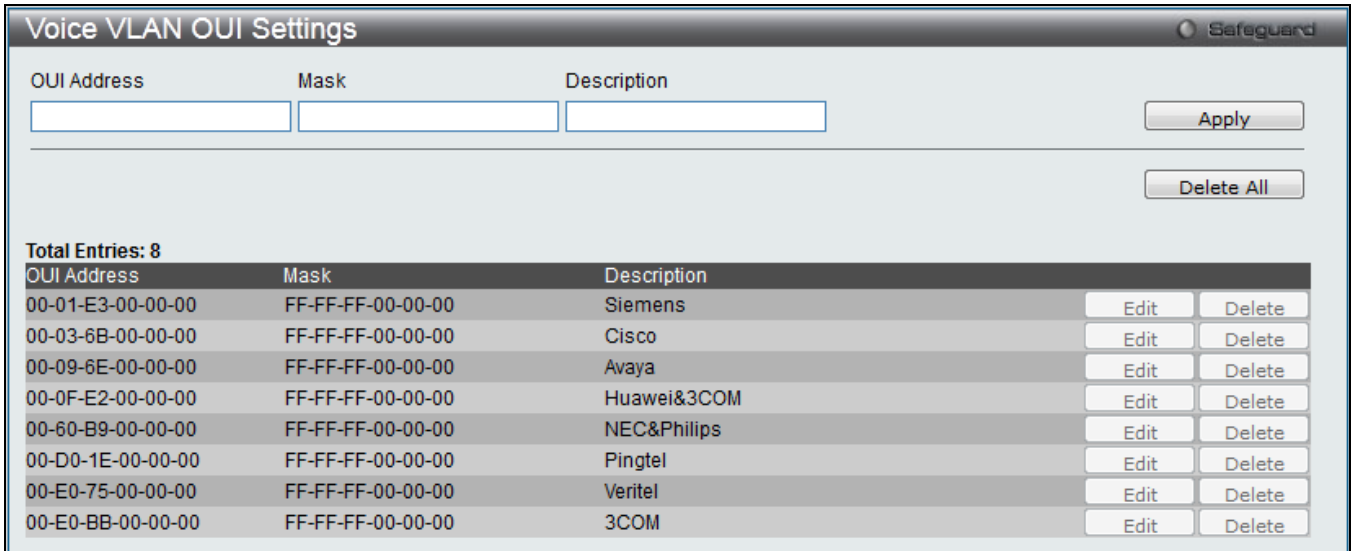 Voice VLAN OUI Settings Safeguard
OUI Address Mask Description
Apply
Delete All
Total Entries: 8
OUI Address Mask Description
00-01-E3-00-00-00 FF-FF-FF-00-00-00 Siemens Edit Delete
00-03-6B-00-00-00 FF-FF-FF-00-00-00 Cisco Edit Delete
00-09-6E-00-00-00 FF-FF-FF-00-00-00 Avaya Edit Delete
00-0F-E2-00-00-00 FF-FF-FF-00-00-00 Huawei&3COM Edit Delete
00-60-B9-00-00-00 FF-FF-FF-00-00-00 NEC&Philips Edit Delete
00-D0-1E-00-00-00 FF-FF-FF-00-00-00 Pingtel Edit Delete
00-E0-75-00-00-00 FF-FF-FF-00-00-00 Veritel Edit Delete
00-E0-BB-00-00-00 FF-FF-FF-00-00-00 3COM Edit Delete